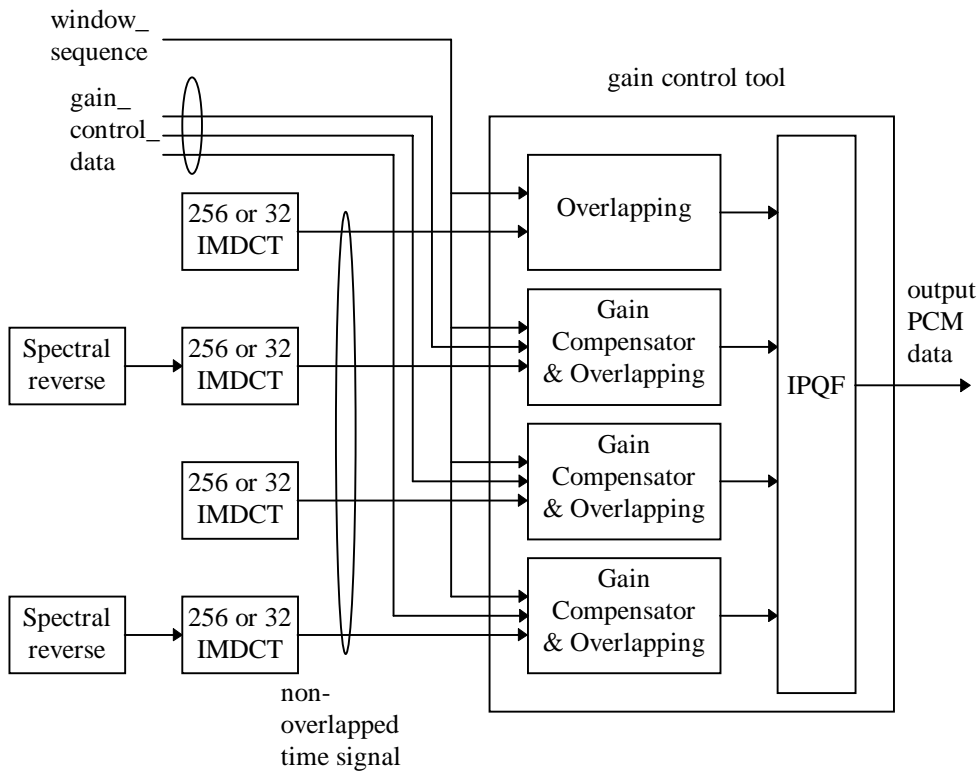 window_
sequence
gain control tool
gain_
control_
data
256 or 32
IMDCT
Overlapping
Spectral
reverse
256 or 32
IMDCT
Gain
Compensator
& Overlapping
IPQF
output
PCM
data
256 or 32
IMDCT
Gain
Compensator
& Overlapping
Spectral
reverse
256 or 32
IMDCT
Gain
Compensator
& Overlapping
non-
overlapped
time signal